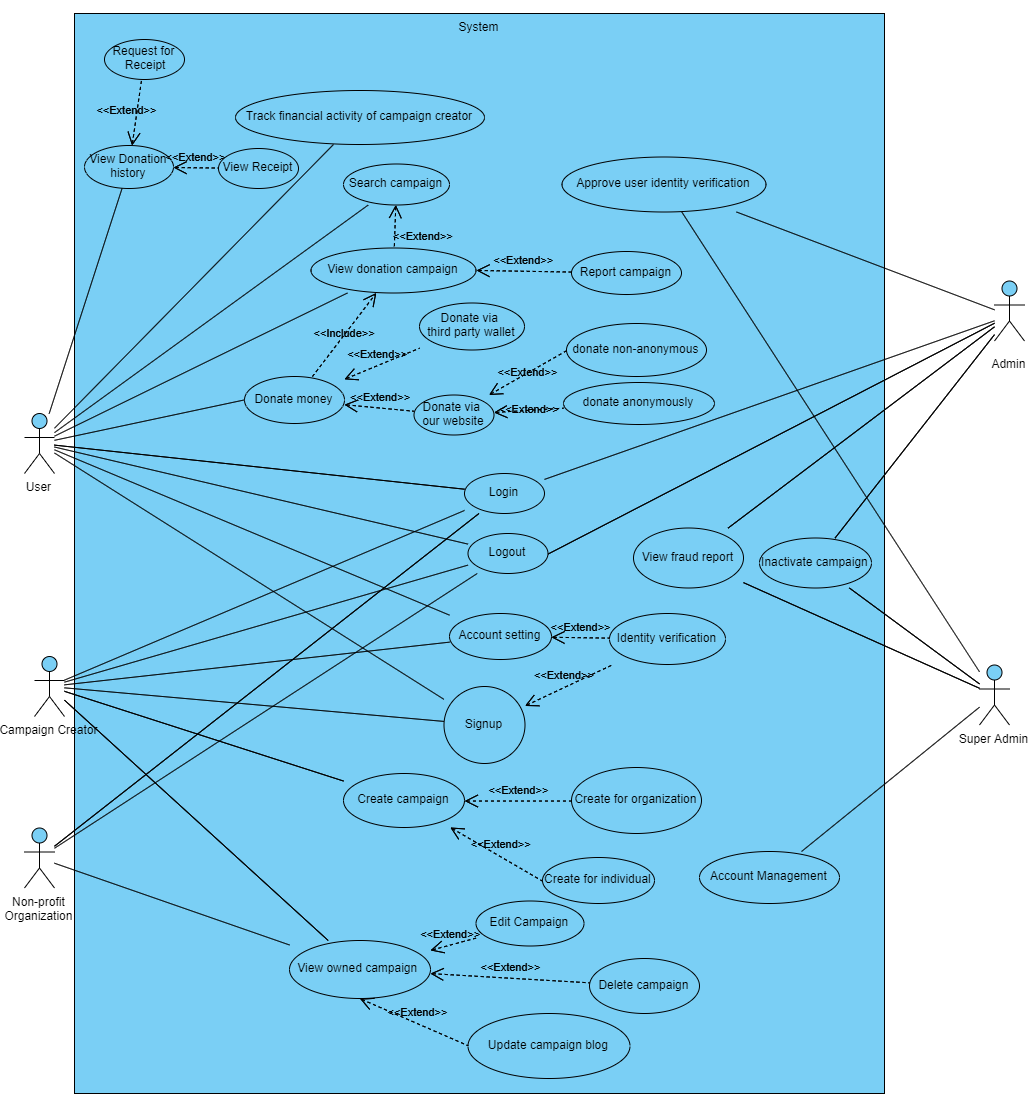 System
Request for
Receipt
<<Extend>>
Track financial activity of campaign creator
View Donation
history
<<Extend>>
View Receipt
Search campaign
Approve user identity verification
<<Extend>>
View donation campaign
<<Extend>>
Report campaign
Donate via
third party wallet
<<Include>>
<<Extend>>
donate non-anonymous
Admin
<<Extend>>
Donate money
<<Extend>>
Donate via
our website
<<Extend>>
donate anonymously
User
Login
Logout
View fraud report
Inactivate campaign
Account setting
<<Extend>>
Identity verification
<<Extend>>
Signup
Campaign Creator
Super Admin
Create campaign
<<Extend>>
Create for organization
<<Extend>>
Create for individual
Account Management
Non-profit
Organization
Edit Campaign
<<Extend>>
View owned campaign
<<Extend>>
Delete campaign
<<Extend>>
Update campaign blog